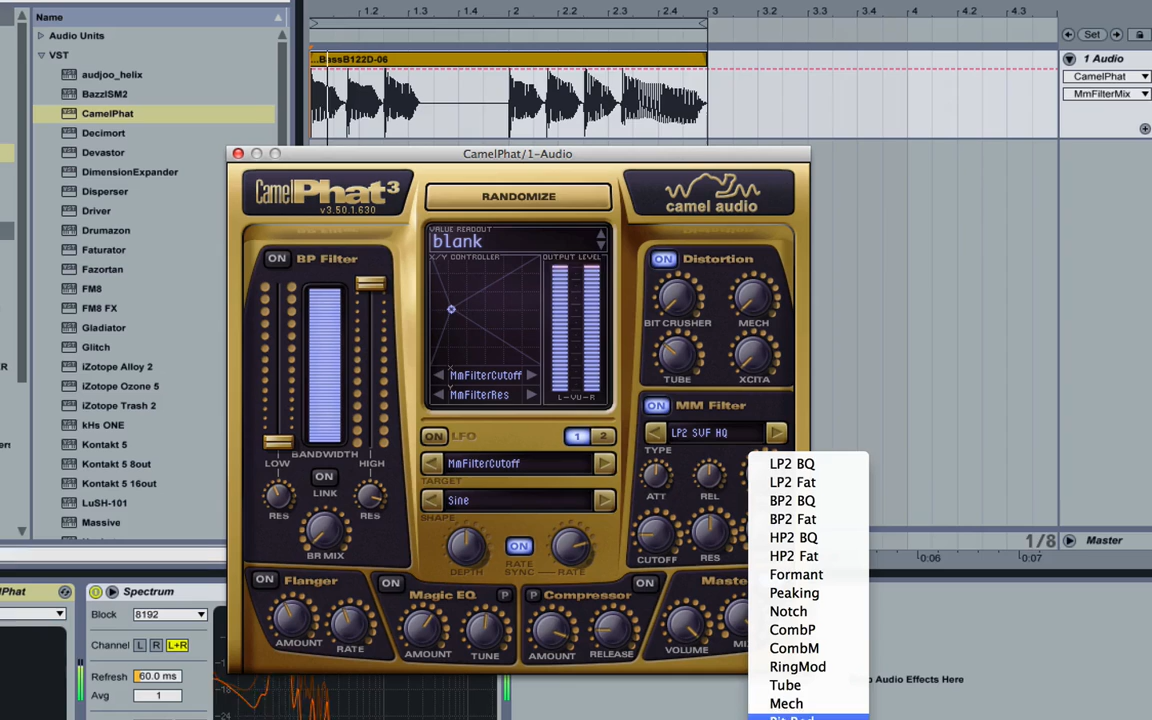 Name
Audio Units
VST
audjoo_helix
BazzISM2
CamelPhat
Decimort
Devastor
DimensionExpander
Disperser
Driver
Drumazon
Faturator
Fazortan
FM8
FM8 FX
Gladiator
Glitch
iZotope Alloy 2
iZotope Ozone 5
iZotope Trash 2
kHs ONE
Kontakt 5
Kontakt 5 8out
Kontakt 5 16out
LuSH-101
Massive
1.2 1.3 1.4 2 2.2 2.3 2.4 3 3.2 3.3 3.4 4 4.2 4.3
...BassB122D-06
Set
1 Audio
CamelPhat
MmFilterMix
CamelPhat/1-Audio
CamelPhat3
v3.50.1.630
RANDOMIZE
camel audio
VALUE READOUT
blank
X/Y CONTROLLER
OUTPUT LEVEL
X
MmFilterCutoff
Y
MmFilterRes
L-VU-R
ON BP Filter
BANDWIDTH
LOW
HIGH
ON
LINK
RES
RES
BR MIX
ON LFO 1 2
MmFilterCutoff
TARGET
Sine
SHAPE
DEPTH
ON
RATE SYNC
RATE
ON Distortion
BIT CRUSHER
MECH
TUBE
XCITA
ON MM Filter
LP2 SVF HQ
TYPE
ATT
REL
CUTOFF
RES
LP2 BQ
LP2 Fat
BP2 BQ
BP2 Fat
HP2 BQ
HP2 Fat
Formant
Peaking
Notch
CombP
CombM
RingMod
Tube
Mech
ON Flanger
AMOUNT
RATE
ON
Magic EQ P
AMOUNT
TUNE
P Compressor
AMOUNT
RELEASE
ON
Master
VOLUME
1/8
Master
0:06
0:07
Spectrum
Block 8192
Channel L R L+R
Refresh 60.0 ms
Avg 1
Audio Effects Here